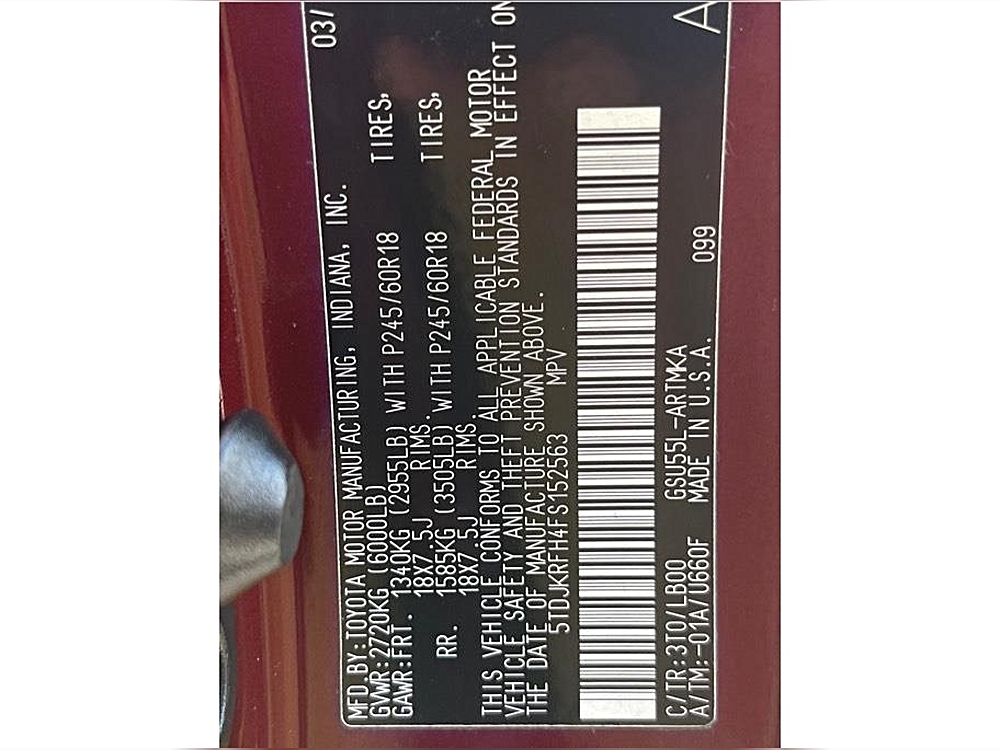 MFD.BY:TOYOTA MOTOR MANUFACTURING, INDIANA, INC. 03/
GVWR:2720KG (6000LB)
GAWR:FRT. 1340KG (2955LB) WITH P245/60R18 TIRES,
18X7.5J RIMS.
RR. 1585KG (3505LB) WITH P245/60R18 TIRES,
18X7.5J RIMS.
THIS VEHICLE CONFORMS TO ALL APPLICABLE FEDERAL MOTOR
VEHICLE SAFETY AND THEFT PREVENTION STANDARDS IN EFFECT ON
THE DATE OF MANUFACTURE SHOWN ABOVE.
5TDJKRFH4FS152563 MPV
C/TR:3T0/LB00 GSU55L-ARTMKA 099
A/TM:-01A/U660F MADE IN U.S.A. A